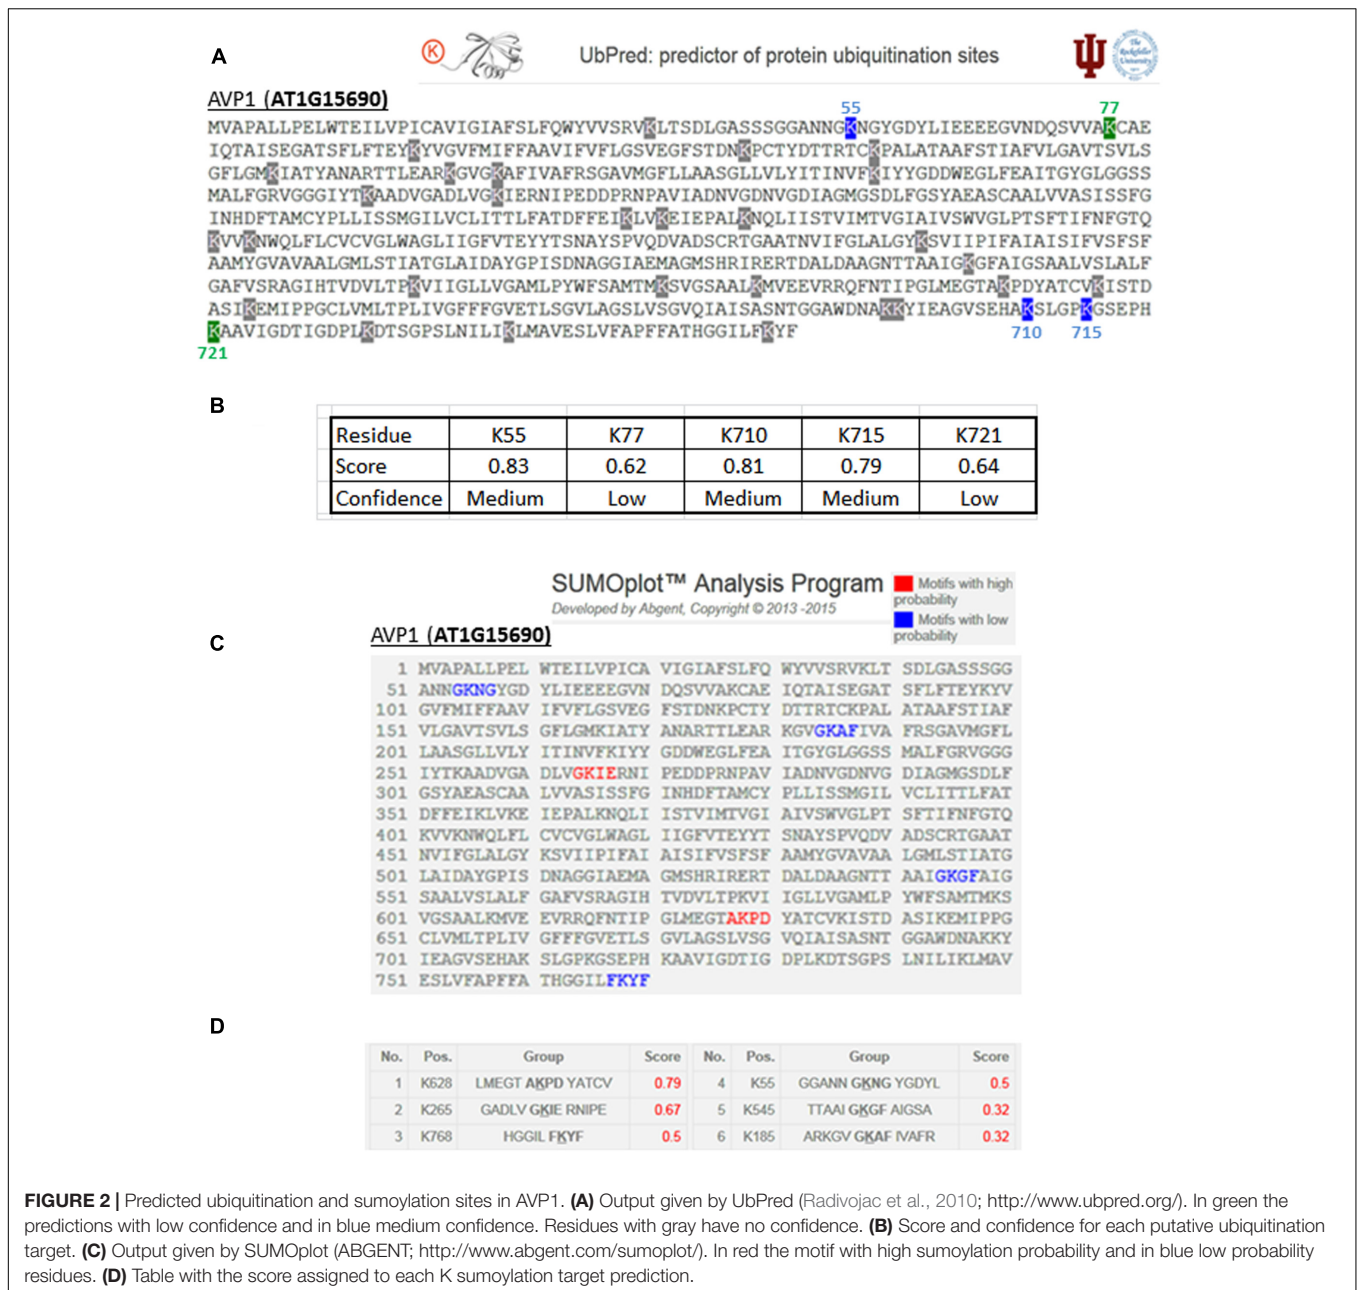 A
K
UbPred: predictor of protein ubiquitination sites
The Rockefeller University
AVP1 (AT1G15690)
55
77
MVAPALLPELWTEILVPICAVIGIAFSLFQWYVVSRVKLTSDLGASSSGGANNGKNGYGDYLIEEEEGVNDQSVVAKCAE
IQTAISEGATSFLFTEYKYVGVFMIFFAAVIFVFLGSVEGFSTDNKPCTYDTTRTCKPALATAAFSTIAFVLGAVTSVLS
GFLGMKIATYANARTTLEARKGVGKAFIVAFRSGAVMGFLLAASGLLVLYITINVFKIYYGDDWEGLFEAITGYGLGGSS
MALFGRVGGGIYTKAADVGADLVGKIERNIPEDDPRNPAVIADNVGDNVGDIAGMGSDLFGSYAEASCAALVVASISSFG
INHDFTAMCYPLLISSMGILVCLITTLFATDFFEIKLVKEIEPALKNQLIISTVIMTVGIAIVSWVGLPTSFTIFNFGTQ
KVVKNWQLFLCVCVGLWAGLIIGFVTEYYTSNAYSPVQDVADSCRTGAATNVIFGLALGYKSVIIPIFAIAISIFVSFSF
AAMYGVAVAALGMLSTIATGLAIDAYGPISDNAGGIAEMAGMSHRIRERTDALDAAGNTTAAIGKGFAIGSAALVSLALF
GAFVSRAGIHTVDVLTPKVIIGLLVGAMLPYWFSAMTMKSVGSAALKMVEEVRRQFNTIPGLMEGTAKPDYATCVKISTD
ASIKEMIPPGCLVMLTPLIVGFFFGVETLSGVLAGSLVSGVQIAISASNTGGAWDNAKKYIEAGVSEHAKSLGPKGSEPH
KAAVIGDTIGDPLKDTSGPSLNILIKLMAVESLVFAPFFATHGGILFKYF
721
710
715
B
Residue K55 K77 K710 K715 K721
Score 0.83 0.62 0.81 0.79 0.64
Confidence Medium Low Medium Medium Low
SUMOplot™ Analysis Program
Developed by Abgent, Copyright © 2013 -2015
Motifs with high
probability
Motifs with low
probability
C
AVP1 (AT1G15690)
1 MVAPALLPEL WTEILVPICA VIGIAFSLFQ WYVVSRVKLT SDLGASSSGG
51 ANNGKNGYGD YLIEEEEGVN DQSVVAKCAE IQTAISEGAT SFLFTEYKYV
101 GVFMIFFAAV IFVFLGSVEG FSTDNKPCTY DTTRTCKPAL ATAAFSTIAF
151 VLGAVTSVLS GFLGMKIATY ANARTTLEAR KGVGKAFIVA FRSGAVMGFL
201 LAASGLLVLY ITINVFKIYY GDDWEGLFEA ITGYGLGGSS MALFGRVGGG
251 IYTKAADVGA DLVGKIERNI PEDDPRNPAV IADNVGDNVG DIAGMGSDLF
301 GSYAEASCAA LVVASISSFG INHDFTAMCY PLLISSMGIL VCLITTLFAT
351 DFFEIKLVKE IEPALKNQLI ISTVIMTVGI AIVSWVGLPT SFTIFNFGTQ
401 KVVKNWQLFL CVCVGLWAGL IIGFVTEYYT SNAYSPVQDV ADSCRTGAAT
451 NVIFGLALGY KSVIIPIFAI AISIFVSFSF AAMYGVAVAA LGMLSTIATG
501 LAIDAYGPIS DNAGGIAEMA GMSHRIRERT DALDAAGNTT AAIGKGFAIG
551 SAALVSLALF GAFVSRAGIH TVDVLTPKVI IGLLVGAMLP YWFSAMTMKS
601 VGSAALKMVE EVRRQFNTIP GLMEGTAKPD YATCVKISTD ASIKEMIPPG
651 CLVMLTPLIV GFFFGVETLS GVLAGSLVSG VQIAISASNT GGAWDNAKKY
701 IEAGVSEHAK SLGPKGSEPH KAAVIGDTIG DPLKDTSGPS LNILIKLMAV
751 ESLVFAPFFA THGGILFKYF
D
No. Pos. Group Score No. Pos. Group Score
1 K628 LMEGT AKPD YATCV 0.79 4 K55 GGANN GKNG YGDYL 0.5
2 K265 GADLV GKIE RNIPE 0.67 5 K545 TTAAI GKGF AIGSA 0.32
3 K768 HGGIL FKYF 0.5 6 K185 ARKGV GKAF IVAFR 0.32
FIGURE 2 | Predicted ubiquitination and sumoylation sites in AVP1. (A) Output given by UbPred (Radivojac et al., 2010; http://www.ubpred.org/). In green the
predictions with low confidence and in blue medium confidence. Residues with gray have no confidence. (B) Score and confidence for each putative ubiquitination
target. (C) Output given by SUMOplot (ABGENT; http://www.abgent.com/sumoplot/). In red the motif with high sumoylation probability and in blue low probability
residues. (D) Table with the score assigned to each K sumoylation target prediction.